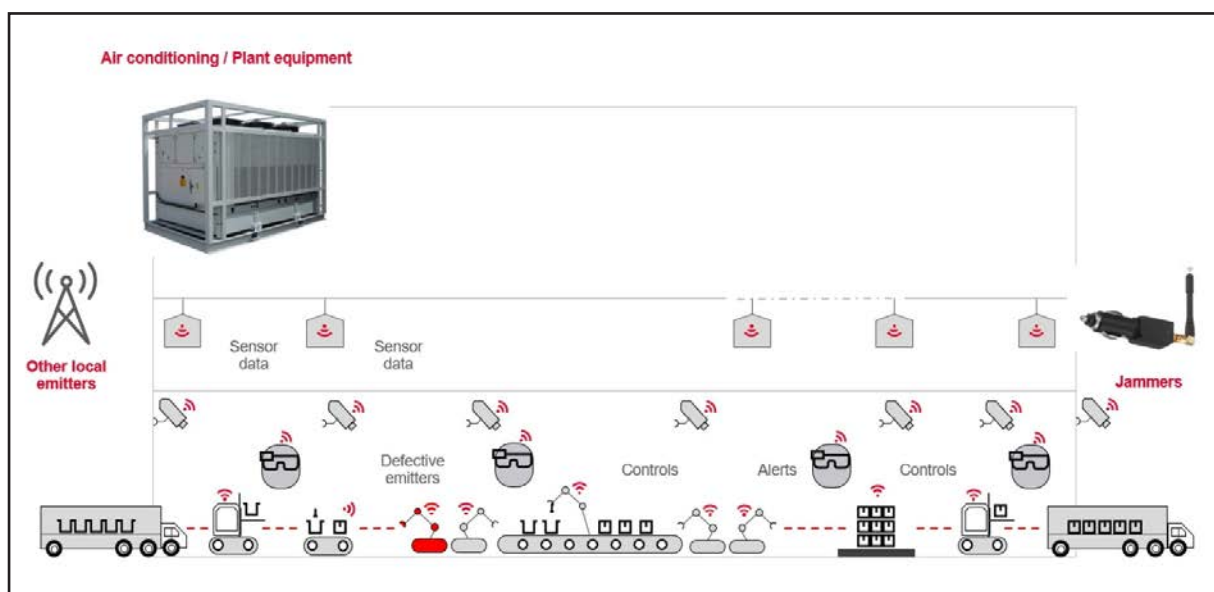 Air conditioning / Plant equipment
Sensor
data
Sensor
data
Other local
emitters
Jammers
Defective
emitters
Controls
Alerts
Controls